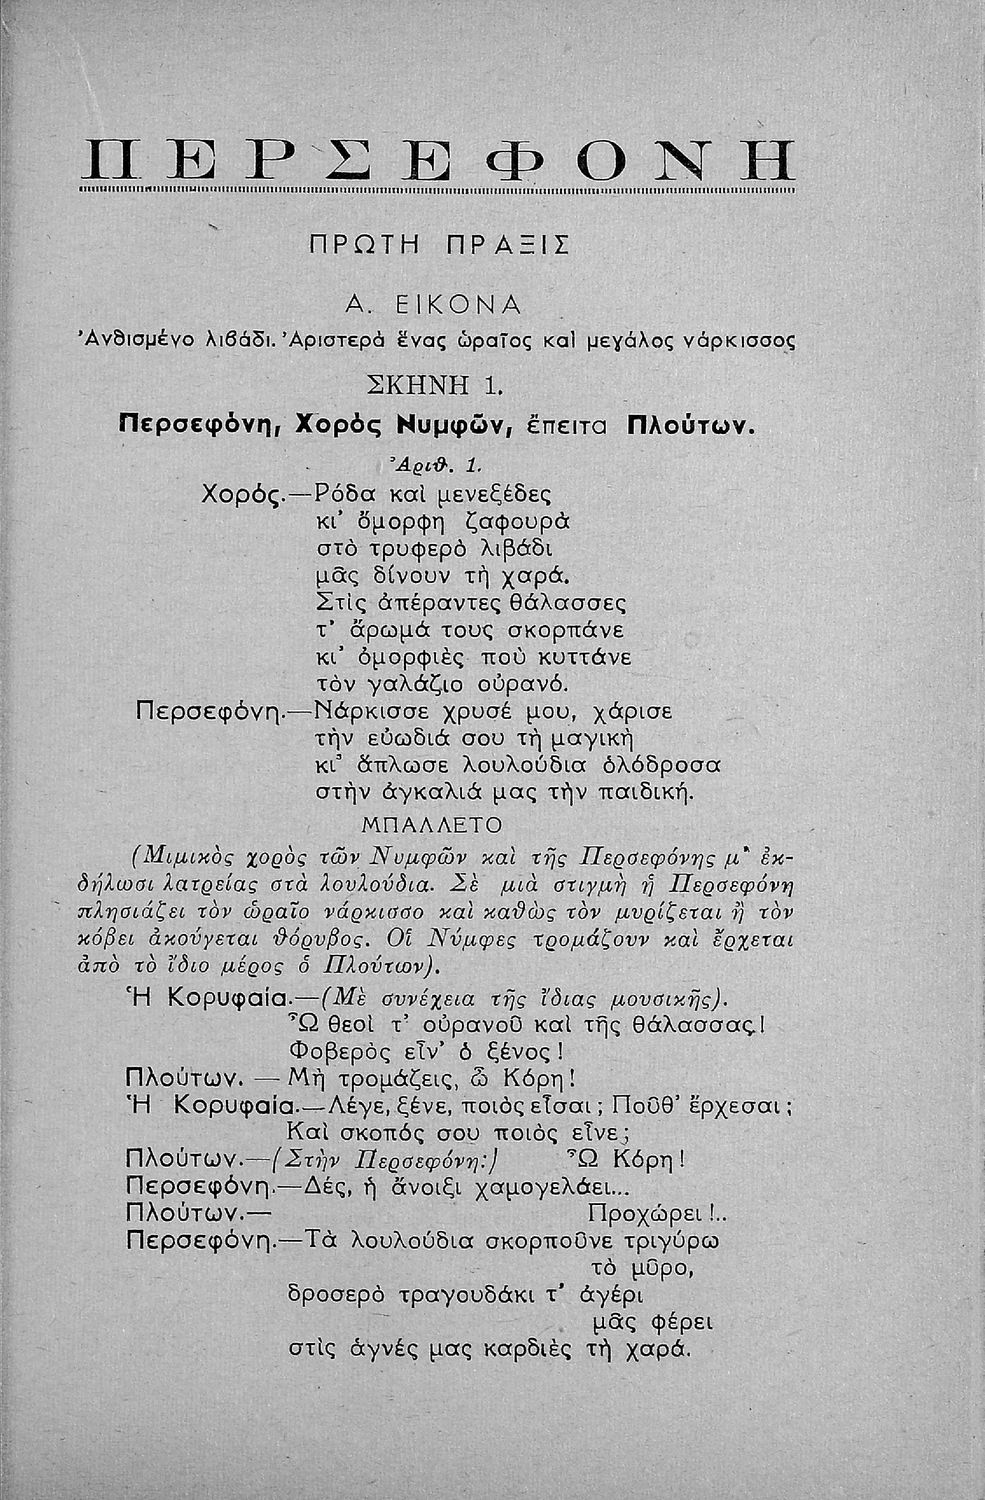 ΠΕΡΣΕΦΟΝΗ
ΠΡΩΤΗ ΠΡΑΞΙΣ
Α. ΕΙΚΟΝΑ
Ἀνθισμένο λιβάδι. Ἀριστερὰ ἕνας ὡραῖος καὶ μεγάλος νάρκισσος
ΣΚΗΝΗ 1.
Περσεφόνη, Χορὸς Νυμφῶν, ἔπειτα Πλούτων.
Ἀριθ. 1.
Χορός.—Ρόδα καὶ μενεξέδες
κι’ ὄμορφη ζαφουρὰ
στὸ τρυφερὸ λιβάδι
μᾶς δίνουν τὴ χαρά.
Στὶς ἀπέραντες θάλασσες
τ’ ἄρωμά τους σκορπάνε
κι’ ὀμορφιὲς ποὺ κυττάνε
τὸν γαλάζιο οὐρανό.
Περσεφόνη.—Νάρκισσε χρυσέ μου, χάρισε
τὴν εὐωδιά σου τὴ μαγικὴ
κι’ ἅπλωσε λουλούδια ὁλόδροσα
στὴν ἀγκαλιά μας τὴν παιδική.
ΜΠΑΛΛΕΤΟ
(Μιμικὸς χορὸς τῶν Νυμφῶν καὶ τῆς Περσεφόνης μ’ ἐκ-
δήλωσι λατρείας στὰ λουλούδια. Σὲ μιὰ στιγμὴ ἡ Περσεφόνη
πλησιάζει τὸν ὡραῖο νάρκισσο καὶ καθὼς τὸν μυρίζεται ἢ τὸν
κόβει ἀκούγεται θόρυβος. Οἱ Νύμφες τρομάζουν καὶ ἔρχεται
ἀπὸ τὸ ἴδιο μέρος ὁ Πλούτων).
Ἡ Κορυφαία.—(Μὲ συνέχεια τῆς ἴδιας μουσικῆς).
Ὦ θεοὶ τ’ οὐρανοῦ καὶ τῆς θάλασσας!
Φοβερὸς εἶν’ ὁ ξένος!
Πλούτων. — Μὴ τρομάζεις, ὦ Κόρη!
Ἡ Κορυφαία.—Λέγε, ξένε, ποιὸς εἶσαι; Ποῦθ’ ἔρχεσαι;
Καὶ σκοπός σου ποιὸς εἶνε;
Πλούτων.—(Στὴν Περσεφόνη:) Ὦ Κόρη!
Περσεφόνη.—Δές, ἡ ἄνοιξι χαμογελάει...
Πλούτων.— Προχώρει!..
Περσεφόνη.—Τὰ λουλούδια σκορποῦνε τριγύρω
τὸ μῦρο,
δροσερὸ τραγουδάκι τ’ ἀγέρι
μᾶς φέρει
στὶς ἁγνές μας καρδιὲς τὴ χαρά.